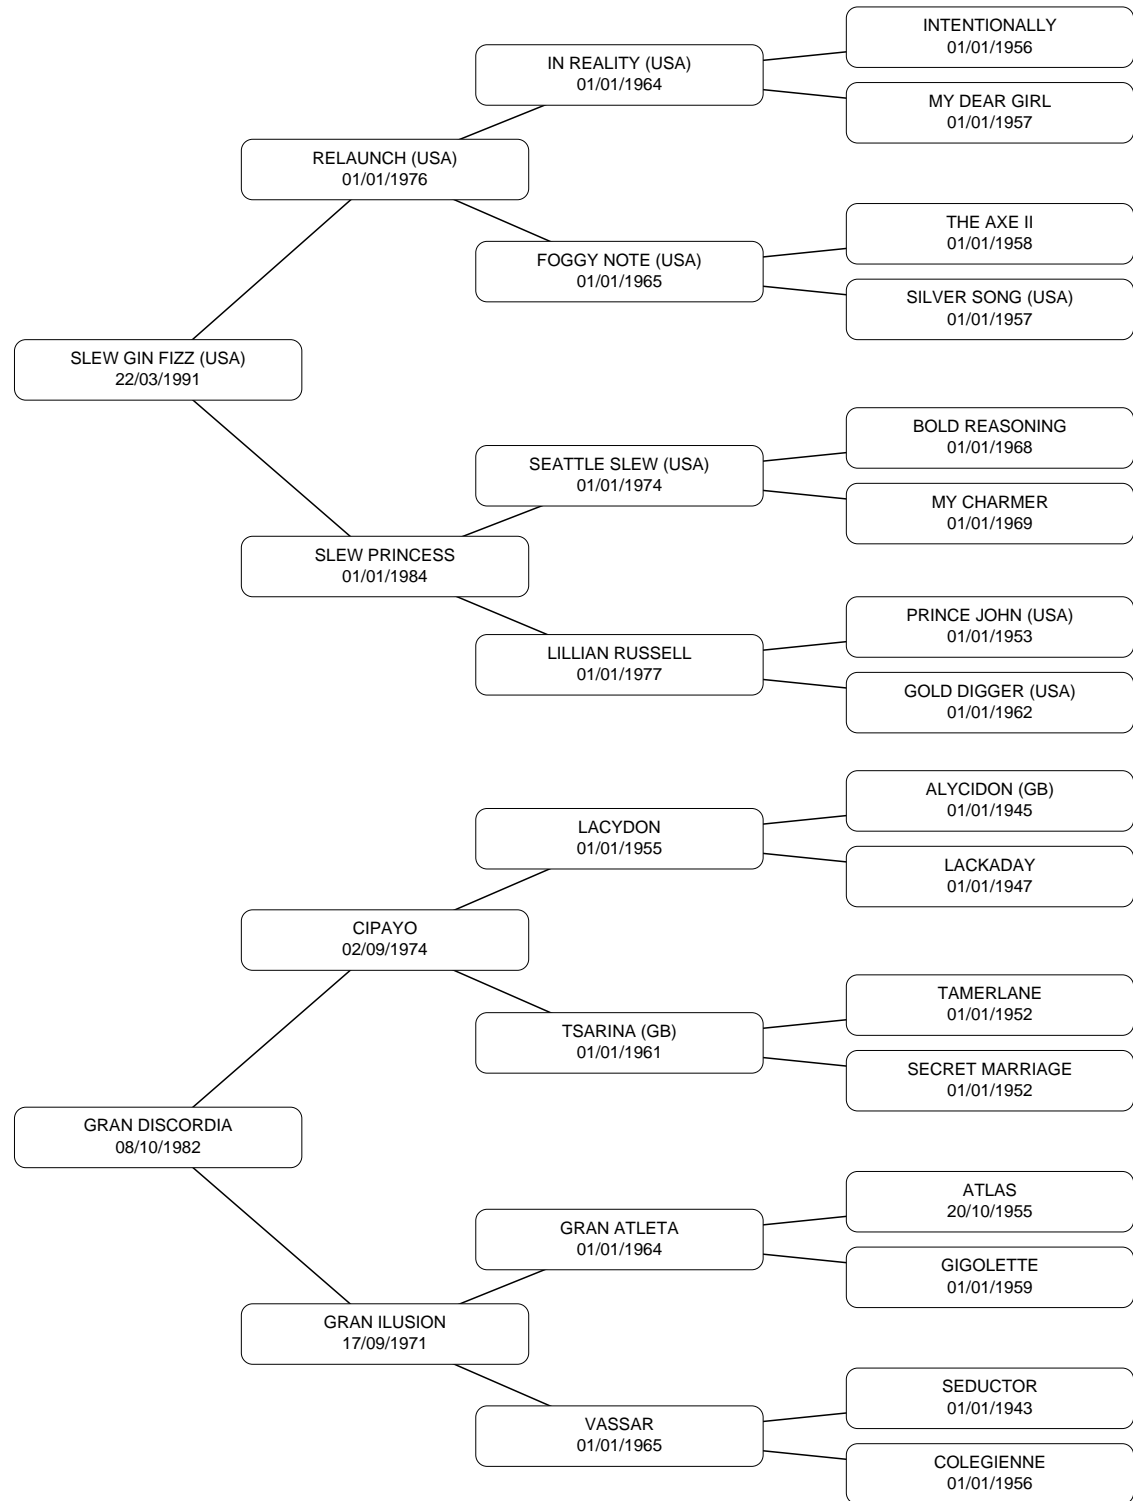 INTENTIONALLY
01/01/1956
IN REALITY (USA)
01/01/1964
MY DEAR GIRL
01/01/1957
RELAUNCH (USA)
01/01/1976
THE AXE II
01/01/1958
FOGGY NOTE (USA)
01/01/1965
SILVER SONG (USA)
01/01/1957
SLEW GIN FIZZ (USA)
22/03/1991
BOLD REASONING
01/01/1968
SEATTLE SLEW (USA)
01/01/1974
MY CHARMER
01/01/1969
SLEW PRINCESS
01/01/1984
PRINCE JOHN (USA)
01/01/1953
LILLIAN RUSSELL
01/01/1977
GOLD DIGGER (USA)
01/01/1962
ALYCIDON (GB)
01/01/1945
LACYDON
01/01/1955
LACKADAY
01/01/1947
CIPAYO
02/09/1974
TAMERLANE
01/01/1952
TSARINA (GB)
01/01/1961
SECRET MARRIAGE
01/01/1952
GRAN DISCORDIA
08/10/1982
ATLAS
20/10/1955
GRAN ATLETA
01/01/1964
GIGOLETTE
01/01/1959
GRAN ILUSION
17/09/1971
SEDUCTOR
01/01/1943
VASSAR
01/01/1965
COLEGIENNE
01/01/1956